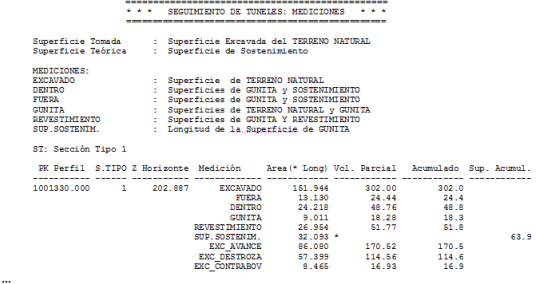 ================================================
* * *   SEGUIMIENTO DE TUNELES: MEDICIONES   * * *
================================================
Superficie Tomada     :  Superficie Excavada del TERRENO NATURAL
Superficie Teórica    :  Superficie de Sostenimiento
MEDICIONES:
EXCAVADO              :  Superficie  de TERRENO NATURAL
DENTRO                :  Superficies de GUNITA y SOSTENIMIENTO
FUERA                 :  Superficies de GUNITA y SOSTENIMIENTO
GUNITA                :  Superficies de TERRENO NATURAL y GUNITA
REVESTIMIENTO         :  Superficies de GUNITA Y REVESTIMIENTO
SUP.SOSTENIM.         :  Longitud de la Superficie de GUNITA
ST: Sección Tipo 1
PK Perfil  S.TIPO Z Horizonte  Medición     Area(* Long) Vol. Parcial   Acumulado  Sup. Acumul.
----------- ------ ----------- ------------- ------------ ------------ ------------ ------------
1001330.000      1     202.887      EXCAVADO      151.944       302.00       302.0
FUERA       13.130        24.44        24.4
DENTRO       24.218        48.76        48.8
GUNITA        9.011        18.28        18.3
REVESTIMIENTO       26.954        51.77        51.8
SUP.SOSTENIM.       32.093 *                                63.9
EXC_AVANCE       86.080       170.52       170.5
EXC_DESTROZA       57.399       114.56       114.6
EXC_CONTRABOV        8.465        16.93        16.9
...